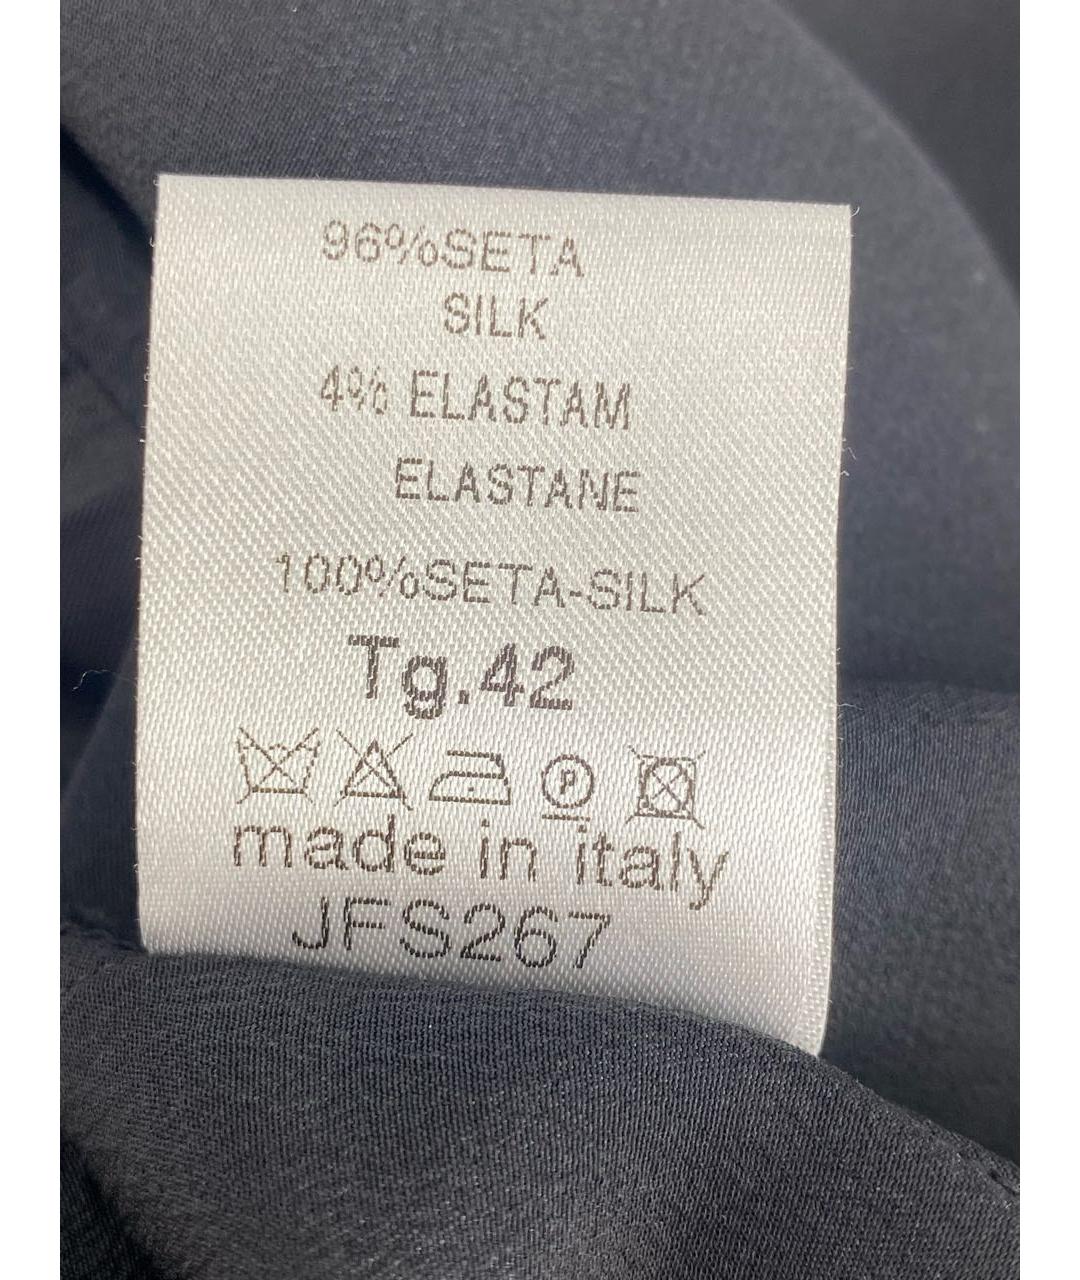 96%SETA
SILK
4% ELASTAM
ELASTANE
100%SETA-SILK
Tg.42
P
made in italy
JFS267